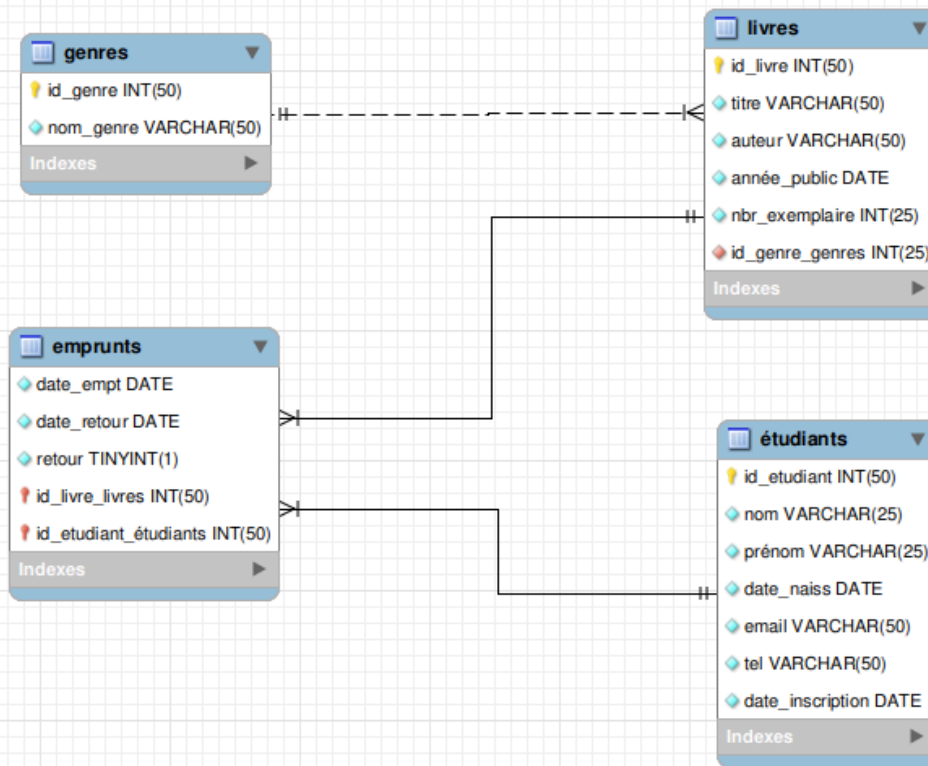 genres
id_genre INT(50)
nom_genre VARCHAR(50)
Indexes
livres
id_livre INT(50)
titre VARCHAR(50)
auteur VARCHAR(50)
année_public DATE
nbr_exemplaire INT(25)
id_genre_genres INT(25)
Indexes
emprunts
date_empt DATE
date_retour DATE
retour TINYINT(1)
id_livre_livres INT(50)
id_etudiant_étudiants INT(50)
Indexes
étudiants
id_etudiant INT(50)
nom VARCHAR(25)
prénom VARCHAR(25)
date_naiss DATE
email VARCHAR(50)
tel VARCHAR(50)
date_inscription DATE
Indexes